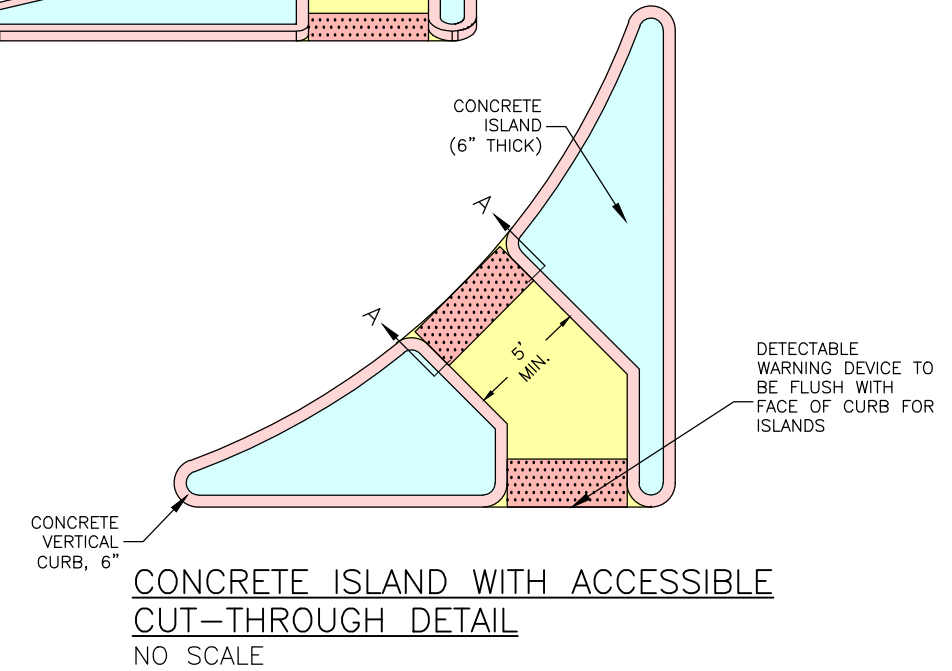 CONCRETE
ISLAND
(6" THICK)
A
A
5'
MIN.
DETECTABLE
WARNING DEVICE TO
BE FLUSH WITH
FACE OF CURB FOR
ISLANDS
CONCRETE
VERTICAL
CURB, 6"
CONCRETE ISLAND WITH ACCESSIBLE
CUT-THROUGH DETAIL
NO SCALE